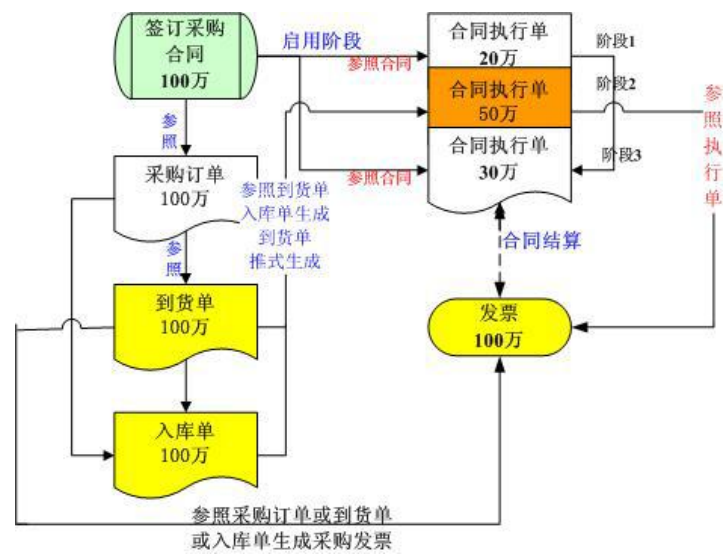 签订采购
合同
100万
启用阶段
参照合同
合同执行单
20万
阶段1
合同执行单
50万
阶段2
合同执行单
30万
阶段3
参照合同
参照执行单
参照
采购订单
100万
参照到货单
入库单生成
到货单
推式生成
参照
合同结算
到货单
100万
发票
100万
入库单
100万
参照采购订单或到货单
或入库单生成采购发票